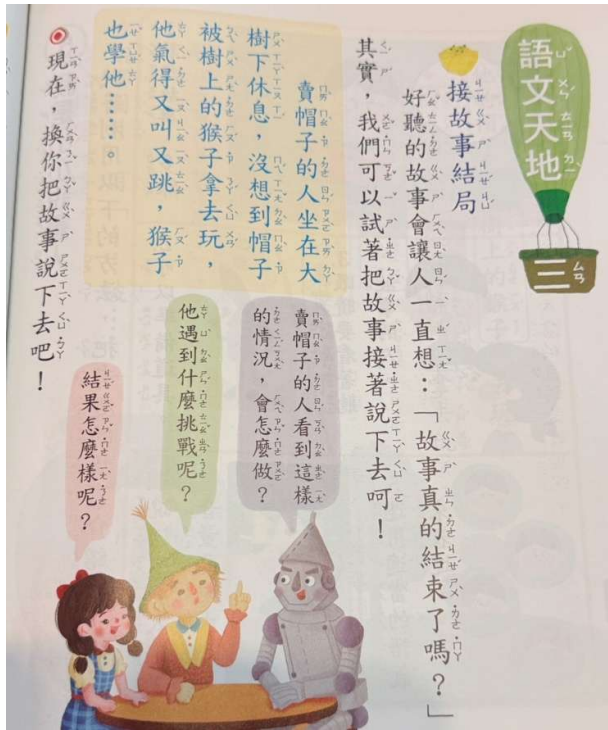 語文天地
三
接故事結局
好聽的故事會讓人一直想：「故事真的結束了嗎？」
其實，我們可以試著把故事接著說下去呵！
賣帽子的人坐在大
樹下休息，沒想到帽子
被樹上的猴子拿去玩，
他氣得又叫又跳，猴子
也學他……。
現在，換你把故事說下去吧！
賣帽子的人看到這樣
的情況，會怎麼做？
他遇到什麼挑戰呢？
結果怎麼樣呢？